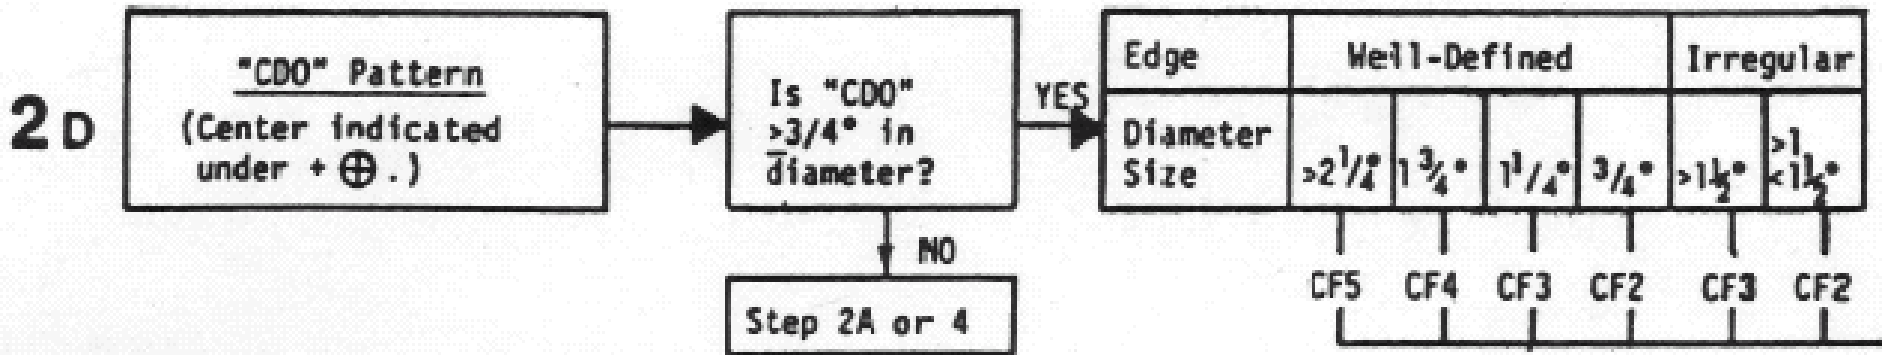 2D
"CDO" Pattern
(Center indicated
under + ⊕.)
Is "CDO"
≥3/4° in
diameter?
YES
NO
Step 2A or 4
Edge
Well-Defined
Irregular
Diameter
Size
>2 1/4°
1 3/4°
1 1/4°
3/4°
>1 1/2°
>1
<1 1/2°
CF5
CF4
CF3
CF2
CF3
CF2